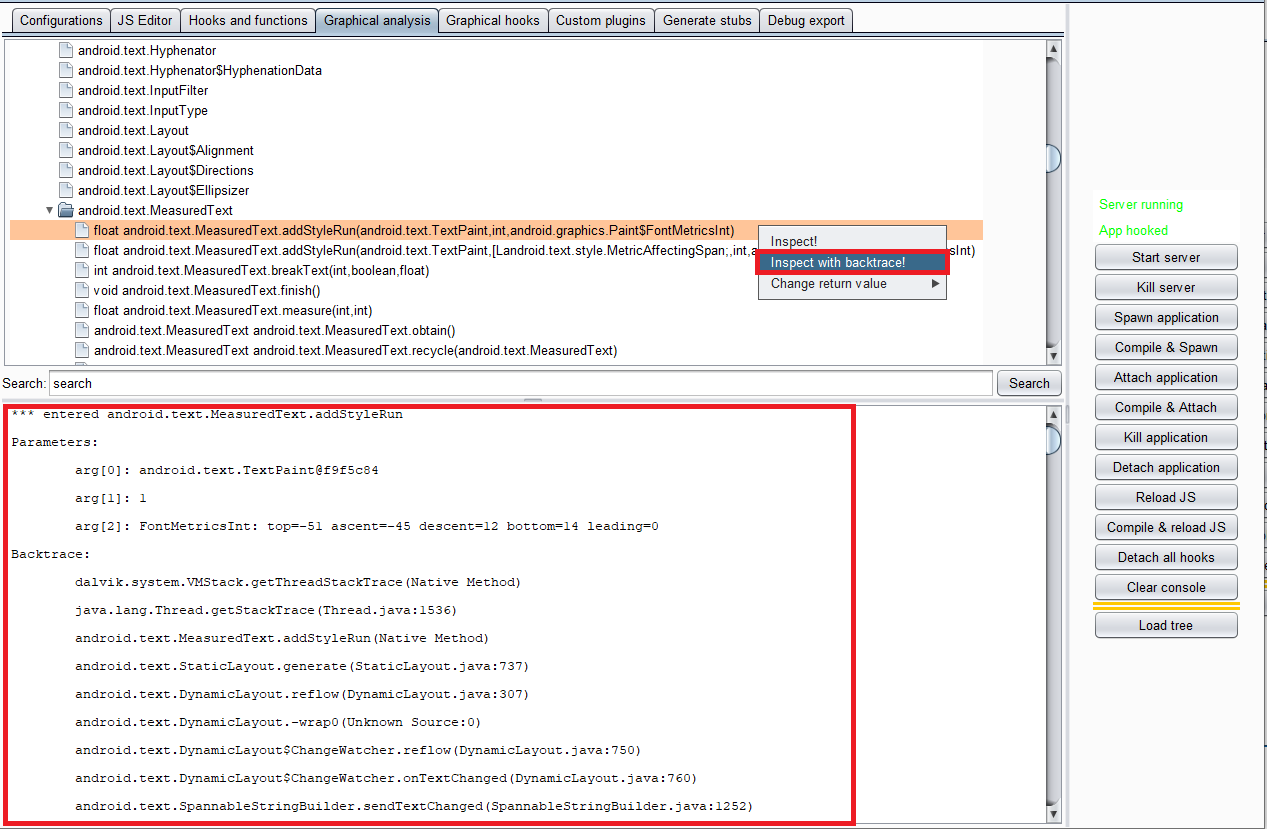 Configurations JS Editor Hooks and functions Graphical analysis Graphical hooks Custom plugins Generate stubs Debug export
android.text.Hyphenator
android.text.Hyphenator$HyphenationData
android.text.InputFilter
android.text.InputType
android.text.Layout
android.text.Layout$Alignment
android.text.Layout$Directions
android.text.Layout$Ellipsizer
android.text.MeasuredText
float android.text.MeasuredText.addStyleRun(android.text.TextPaint,int,android.graphics.Paint$FontMetricsInt)
float android.text.MeasuredText.addStyleRun(android.text.TextPaint,[Landroid.text.style.MetricAffectingSpan;,int,a sInt)
int android.text.MeasuredText.breakText(int,boolean,float)
void android.text.MeasuredText.finish()
float android.text.MeasuredText.measure(int,int)
android.text.MeasuredText android.text.MeasuredText.obtain()
android.text.MeasuredText android.text.MeasuredText.recycle(android.text.MeasuredText)
Inspect!
Inspect with backtrace!
Change return value
Search: search Search
*** entered android.text.MeasuredText.addStyleRun
Parameters:
arg[0]: android.text.TextPaint@f9f5c84
arg[1]: 1
arg[2]: FontMetricsInt: top=-51 ascent=-45 descent=12 bottom=14 leading=0
Backtrace:
dalvik.system.VMStack.getThreadStackTrace(Native Method)
java.lang.Thread.getStackTrace(Thread.java:1536)
android.text.MeasuredText.addStyleRun(Native Method)
android.text.StaticLayout.generate(StaticLayout.java:737)
android.text.DynamicLayout.reflow(DynamicLayout.java:307)
android.text.DynamicLayout.-wrap0(Unknown Source:0)
android.text.DynamicLayout$ChangeWatcher.reflow(DynamicLayout.java:750)
android.text.DynamicLayout$ChangeWatcher.onTextChanged(DynamicLayout.java:760)
android.text.SpannableStringBuilder.sendTextChanged(SpannableStringBuilder.java:1252)
Server running
App hooked
Start server
Kill server
Spawn application
Compile & Spawn
Attach application
Compile & Attach
Kill application
Detach application
Reload JS
Compile & reload JS
Detach all hooks
Clear console
Load tree